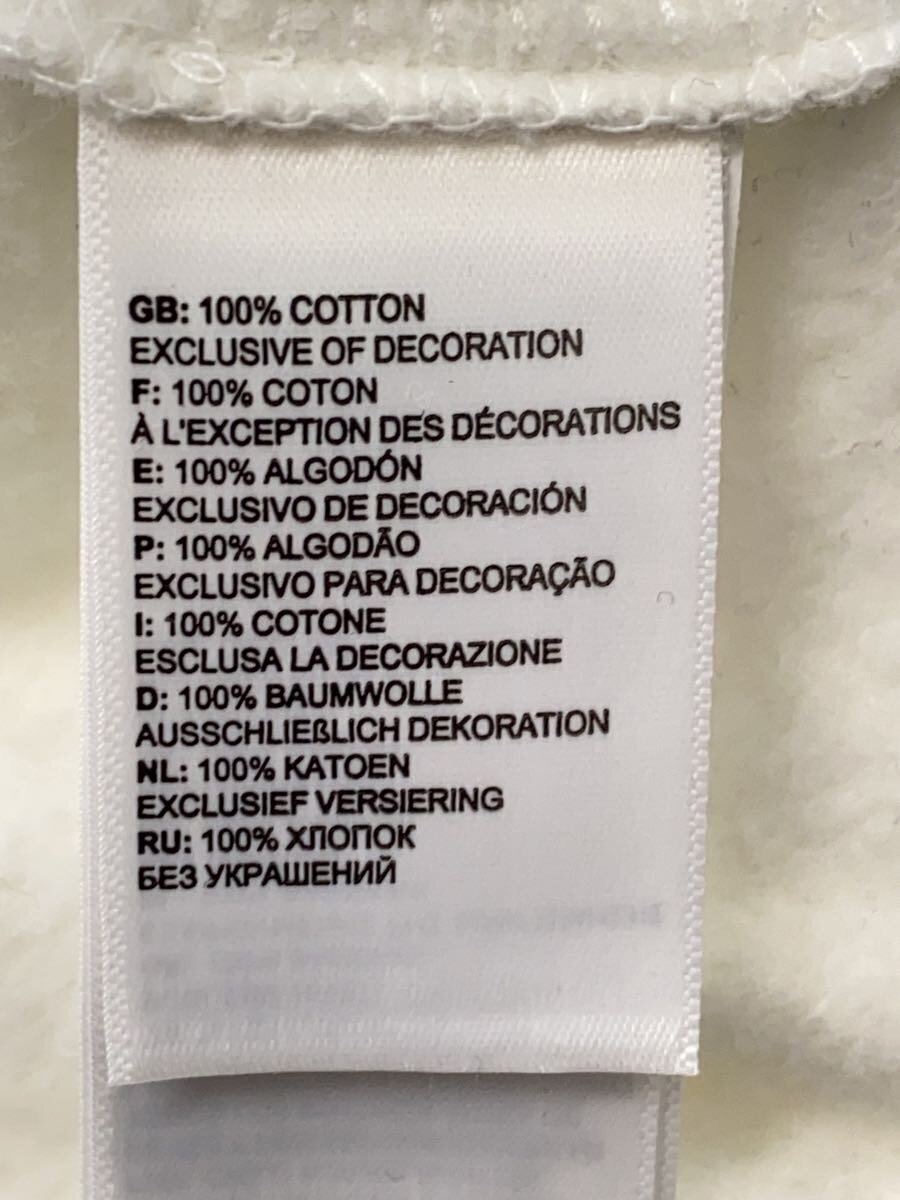 GB: 100% COTTON
EXCLUSIVE OF DECORATION
F: 100% COTON
À L'EXCEPTION DES DÉCORATIONS
E: 100% ALGODÓN
EXCLUSIVO DE DECORACIÓN
P: 100% ALGODÃO
EXCLUSIVO PARA DECORAÇÃO
I: 100% COTONE
ESCLUSA LA DECORAZIONE
D: 100% BAUMWOLLE
AUSSCHLIEßLICH DEKORATION
NL: 100% KATOEN
EXCLUSIEF VERSIERING
RU: 100% ХЛОПОК
БЕЗ УКРАШЕНИЙ